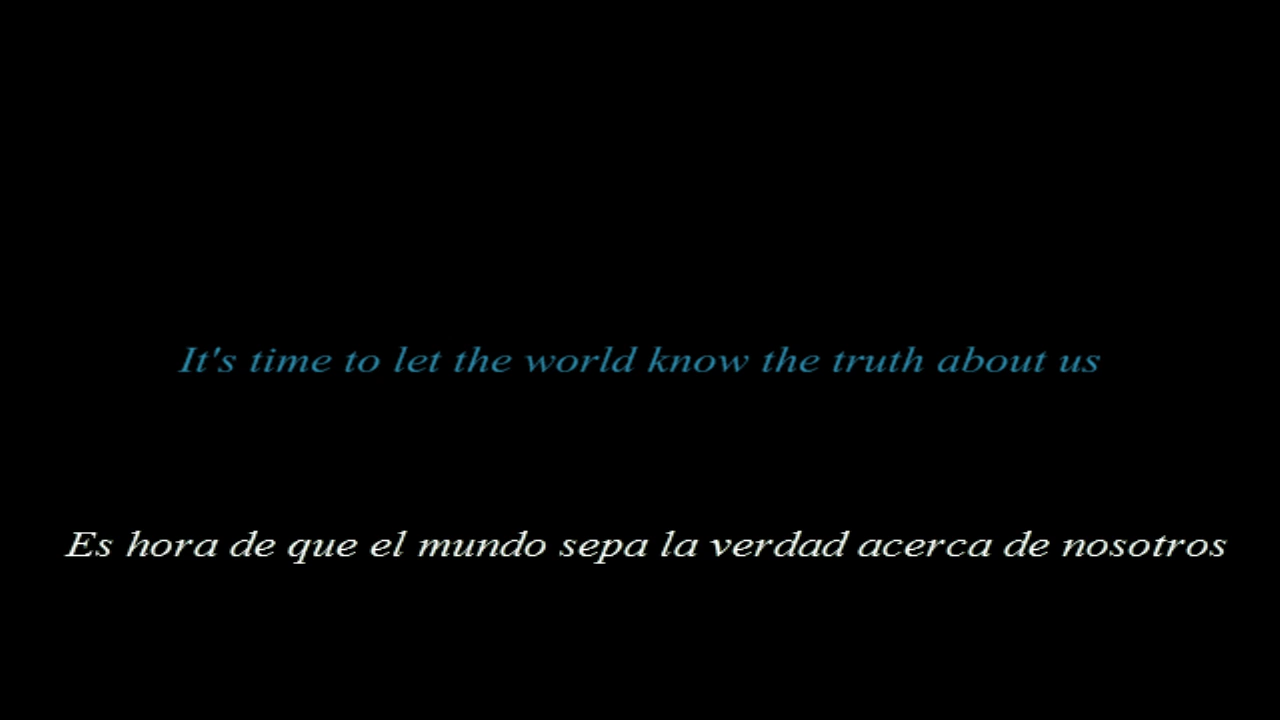 It's time to let the world know the truth about us
Es hora de que el mundo sepa la verdad acerca de nosotros